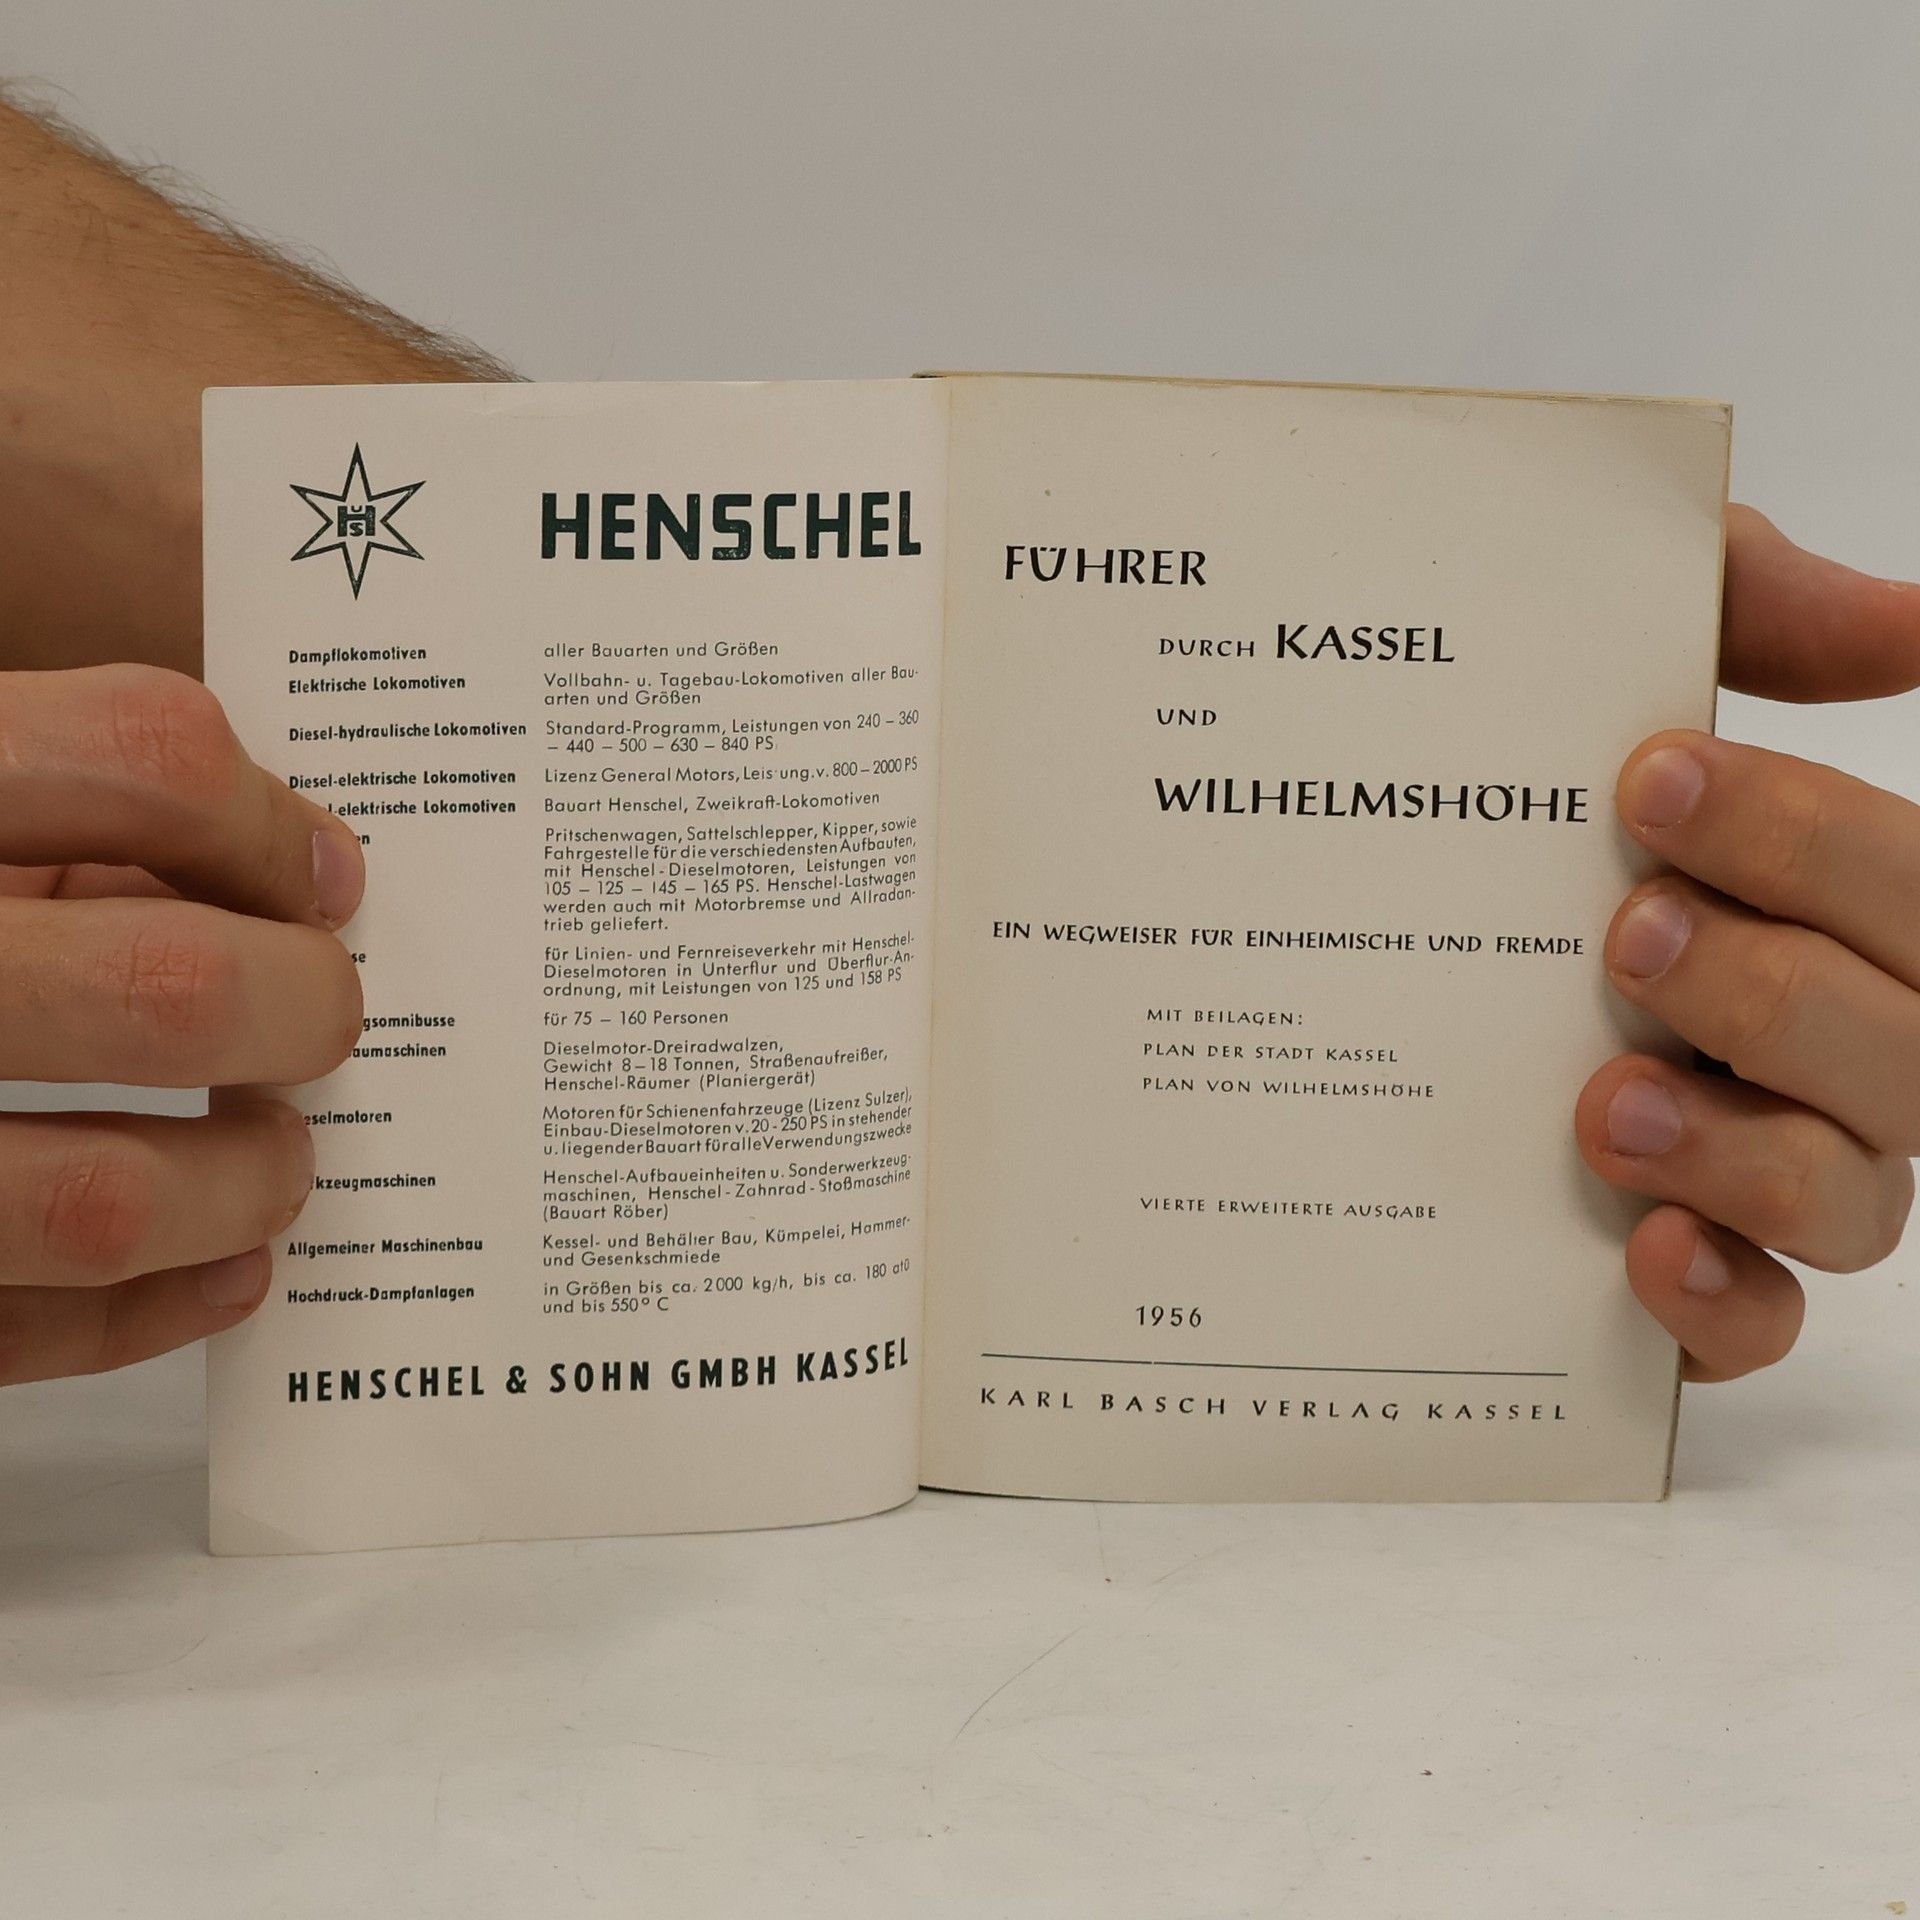 HUS
HENSCHEL
Dampflokomotiven aller Bauarten und Größen
Elektrische Lokomotiven Vollbahn- u. Tagebau-Lokomotiven aller Bau-
arten und Größen
Diesel-hydraulische Lokomotiven Standard-Programm, Leistungen von 240 – 360
– 440 – 500 – 630 – 840 PS
Diesel-elektrische Lokomotiven Lizenz General Motors, Leis ung.v. 800 – 2000 PS
l-elektrische Lokomotiven Bauart Henschel, Zweikraft-Lokomotiven
en Pritschenwagen, Sattelschlepper, Kipper, sowie
Fahrgestelle für die verschiedensten Aufbauten,
mit Henschel-Dieselmotoren, Leistungen von
105 – 125 – 145 – 165 PS. Henschel-Lastwagen
werden auch mit Motorbremse und Allradan-
trieb geliefert.
se für Linien- und Fernreiseverkehr mit Henschel-
Dieselmotoren in Unterflur und Überflur-An-
ordnung, mit Leistungen von 125 und 158 PS
gsomnibusse für 75 – 160 Personen
aumaschinen Dieselmotor-Dreiradwalzen,
Gewicht 8 – 18 Tonnen, Straßenaufreißer,
Henschel-Räumer (Planiergerät)
eselmotoren Motoren für Schienenfahrzeuge (Lizenz Sulzer),
Einbau-Dieselmotoren v. 20 - 250 PS in stehender
u. liegender Bauart für alle Verwendungszwecke
kzeugmaschinen Henschel-Aufbaueinheiten u. Sonderwerkzeug-
maschinen, Henschel - Zahnrad - Stoßmaschine
(Bauart Röber)
Allgemeiner Maschinenbau Kessel- und Behälter Bau, Kümpelei, Hammer-
und Gesenkschmiede
Hochdruck-Dampfanlagen in Größen bis ca. 2000 kg/h, bis ca. 180 atü
und bis 550° C
HENSCHEL & SOHN GMBH KASSEL
FÜHRER
DURCH KASSEL
UND
WILHELMSHÖHE
EIN WEGWEISER FÜR EINHEIMISCHE UND FREMDE
MIT BEILAGEN:
PLAN DER STADT KASSEL
PLAN VON WILHELMSHÖHE
VIERTE ERWEITERTE AUSGABE
1956
KARL BASCH VERLAG KASSEL